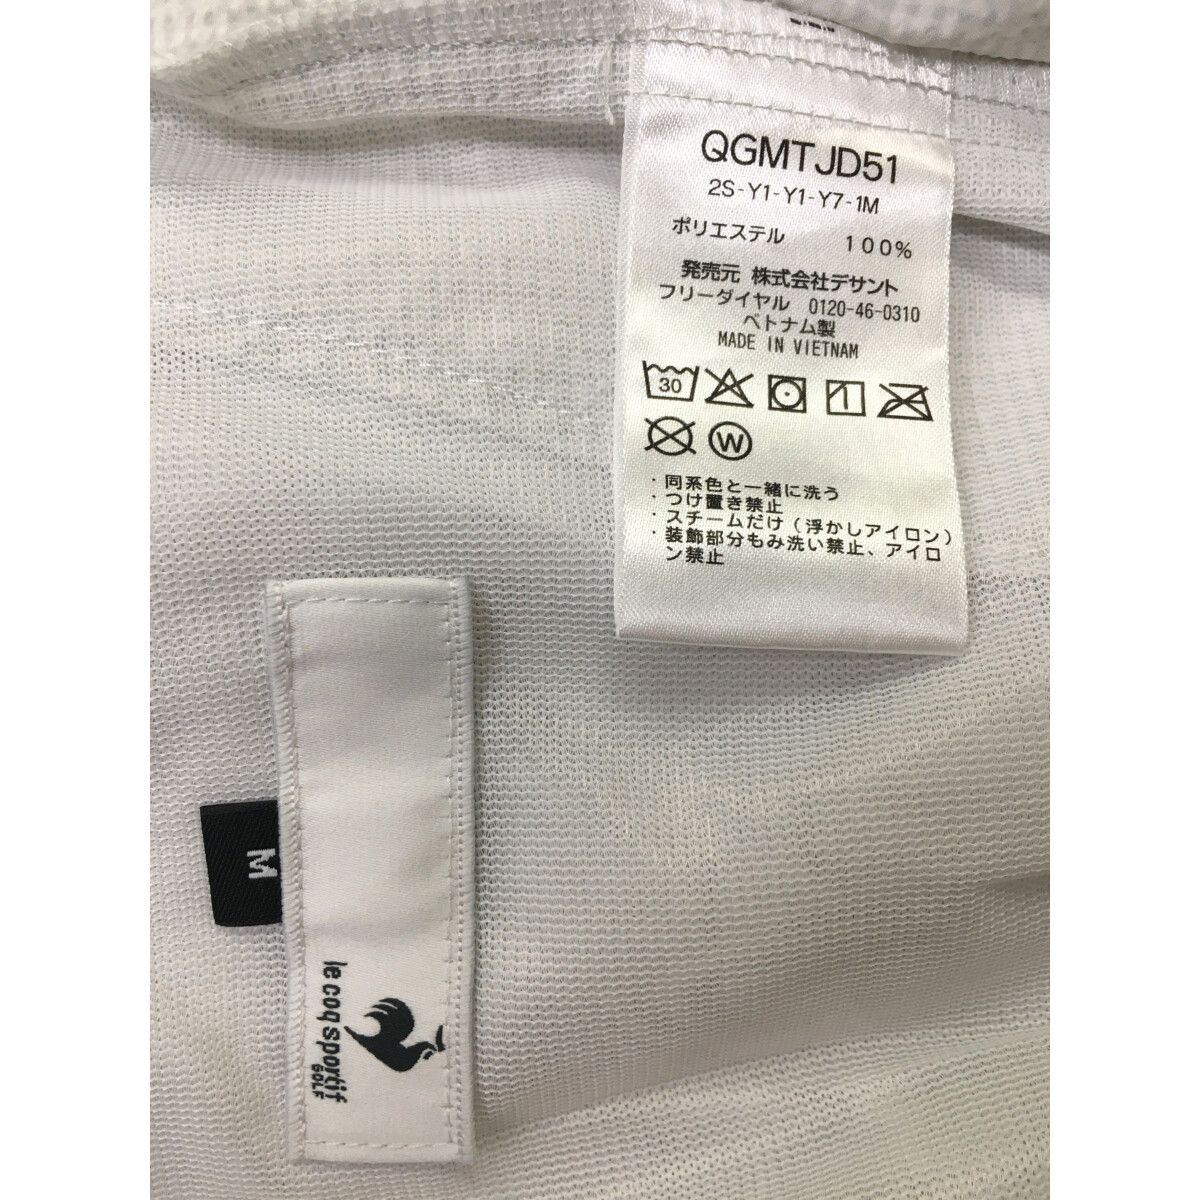 QGMTJD51
2S-Y1-Y1-Y7-1M
ポリエステル 100%
発売元 株式会社デサント
フリーダイヤル 0120-46-0310
ベトナム製
MADE IN VIETNAM
30
W
・同系色と一緒に洗う
・つけ置き禁止
・スチームだけ(浮かしアイロン)
・装飾部分もみ洗い禁止、アイロ
ン禁止
M
le coq sportif
GOLF